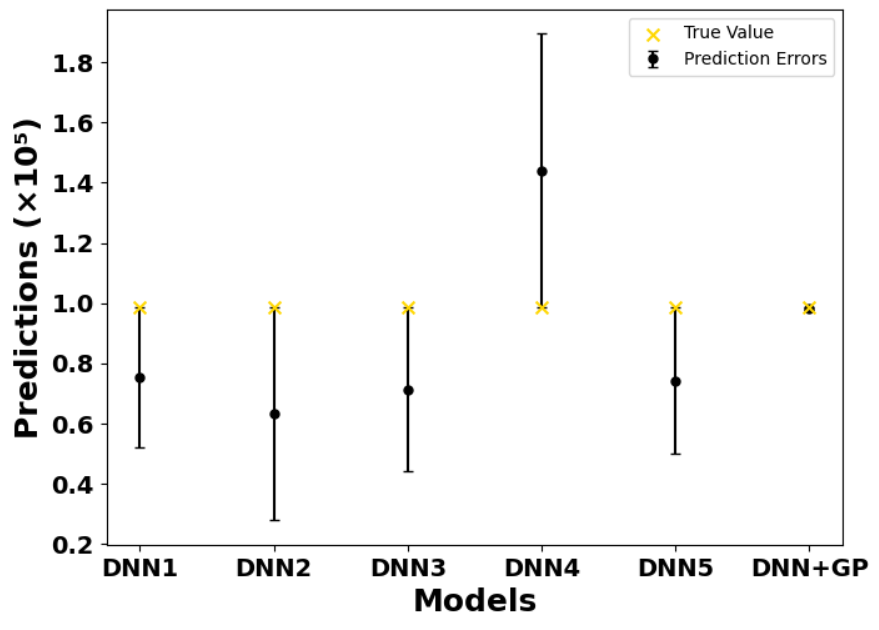 True Value
Prediction Errors
Predictions (×10⁵)
1.8
1.6
1.4
1.2
1.0
0.8
0.6
0.4
0.2
DNN1 DNN2 DNN3 DNN4 DNN5 DNN+GP
Models